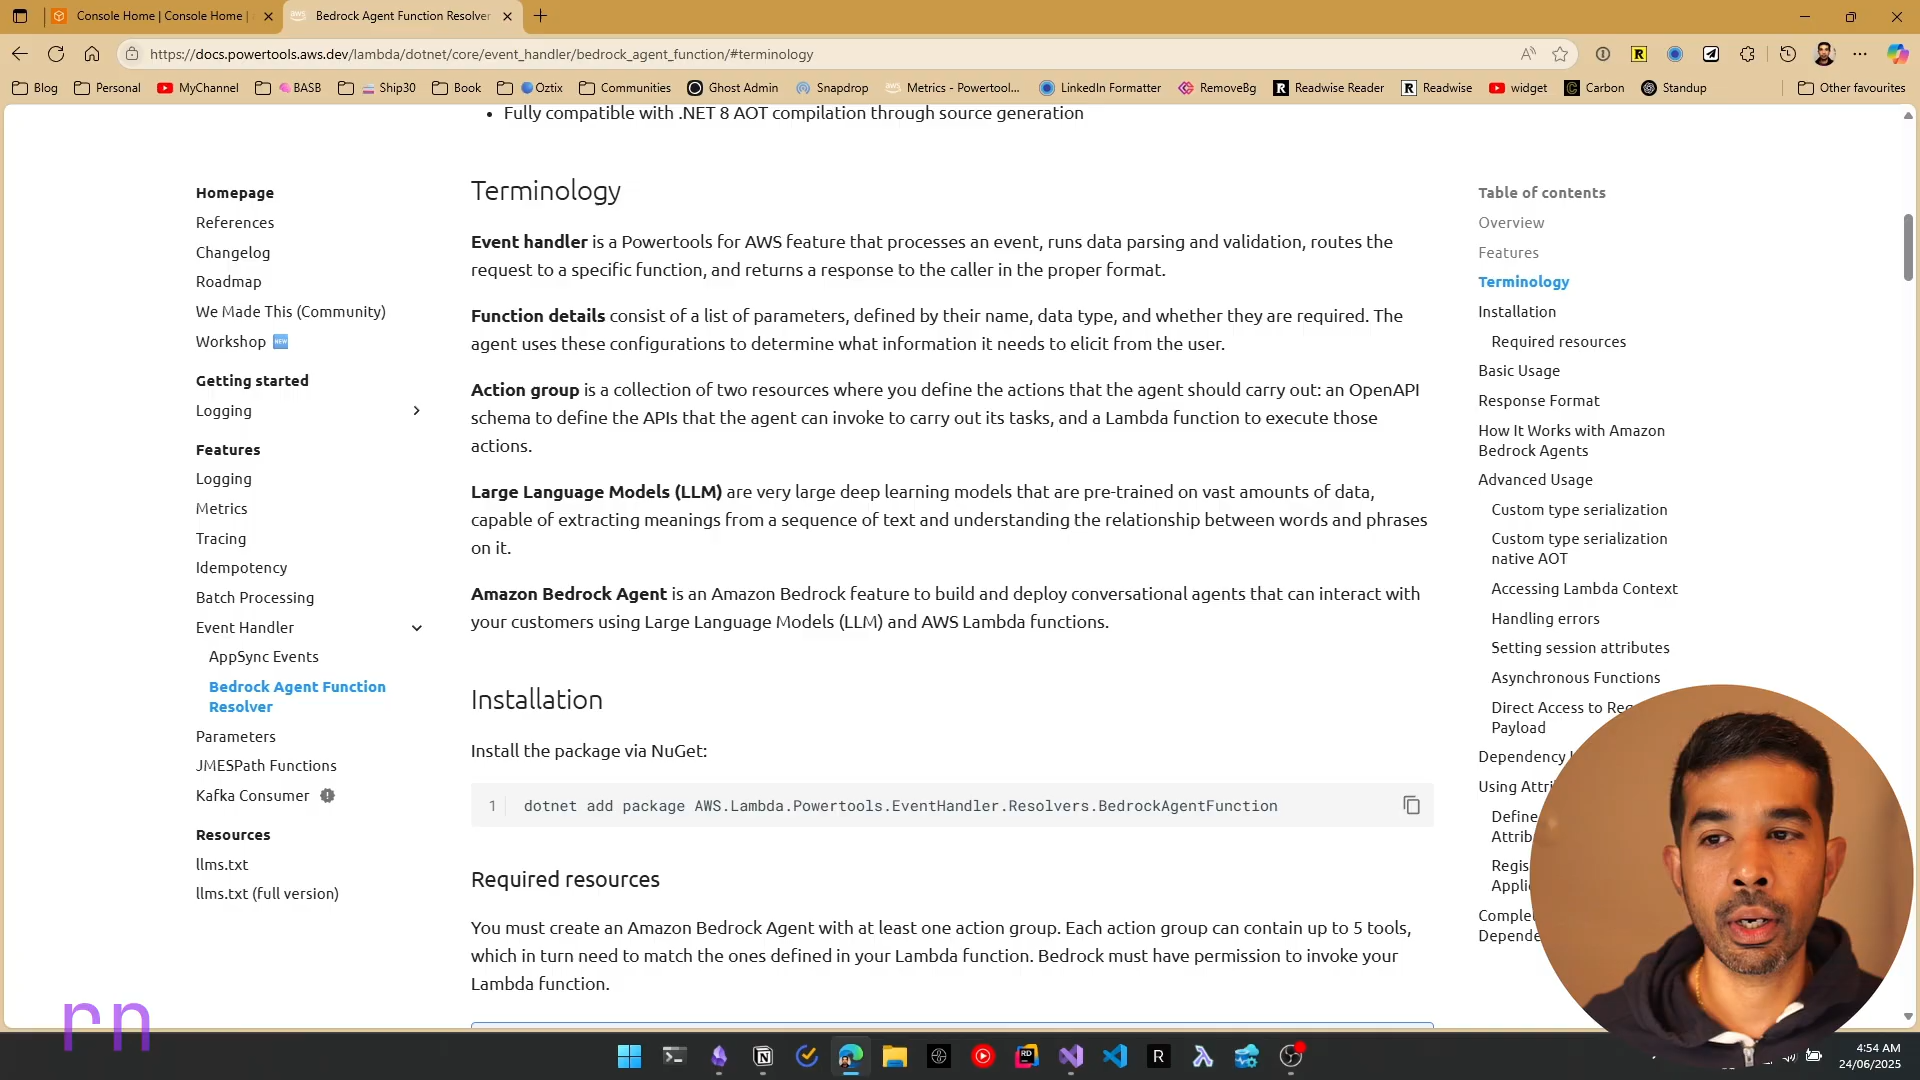 Console Home | Console Home |
Bedrock Agent Function Resolver
https://docs.powertools.aws.dev/lambda/dotnet/core/event_handler/bedrock_agent_function/#terminology
Blog
Personal
MyChannel
BASB
Ship30
Book
Oztix
Communities
Ghost Admin
Snapdrop
Metrics - Powertool...
LinkedIn Formatter
RemoveBg
Readwise Reader
Readwise
widget
Carbon
Standup
Other favourites
Fully compatible with .NET 8 AOT compilation through source generation
Homepage
References
Changelog
Roadmap
We Made This (Community)
Workshop NEW
Getting started
Logging
Features
Logging
Metrics
Tracing
Idempotency
Batch Processing
Event Handler
AppSync Events
Bedrock Agent Function
Resolver
Parameters
JMESPath Functions
Kafka Consumer
Resources
llms.txt
llms.txt (full version)
Terminology
Event handler is a Powertools for AWS feature that processes an event, runs data parsing and validation, routes the
request to a specific function, and returns a response to the caller in the proper format.
Function details consist of a list of parameters, defined by their name, data type, and whether they are required. The
agent uses these configurations to determine what information it needs to elicit from the user.
Action group is a collection of two resources where you define the actions that the agent should carry out: an OpenAPI
schema to define the APIs that the agent can invoke to carry out its tasks, and a Lambda function to execute those
actions.
Large Language Models (LLM) are very large deep learning models that are pre-trained on vast amounts of data,
capable of extracting meanings from a sequence of text and understanding the relationship between words and phrases
on it.
Amazon Bedrock Agent is an Amazon Bedrock feature to build and deploy conversational agents that can interact with
your customers using Large Language Models (LLM) and AWS Lambda functions.
Installation
Install the package via NuGet:
1 dotnet add package AWS.Lambda.Powertools.EventHandler.Resolvers.BedrockAgentFunction
Required resources
You must create an Amazon Bedrock Agent with at least one action group. Each action group can contain up to 5 tools,
which in turn need to match the ones defined in your Lambda function. Bedrock must have permission to invoke your
Lambda function.
Table of contents
Overview
Features
Terminology
Installation
Required resources
Basic Usage
Response Format
How It Works with Amazon
Bedrock Agents
Advanced Usage
Custom type serialization
Custom type serialization
native AOT
Accessing Lambda Context
Handling errors
Setting session attributes
Asynchronous Functions
Direct Access to Re
Payload
Dependency
Using Attri
Define
Attrib
Regis
Appli
Comple
Depende
rn
4:54 AM
24/06/2025